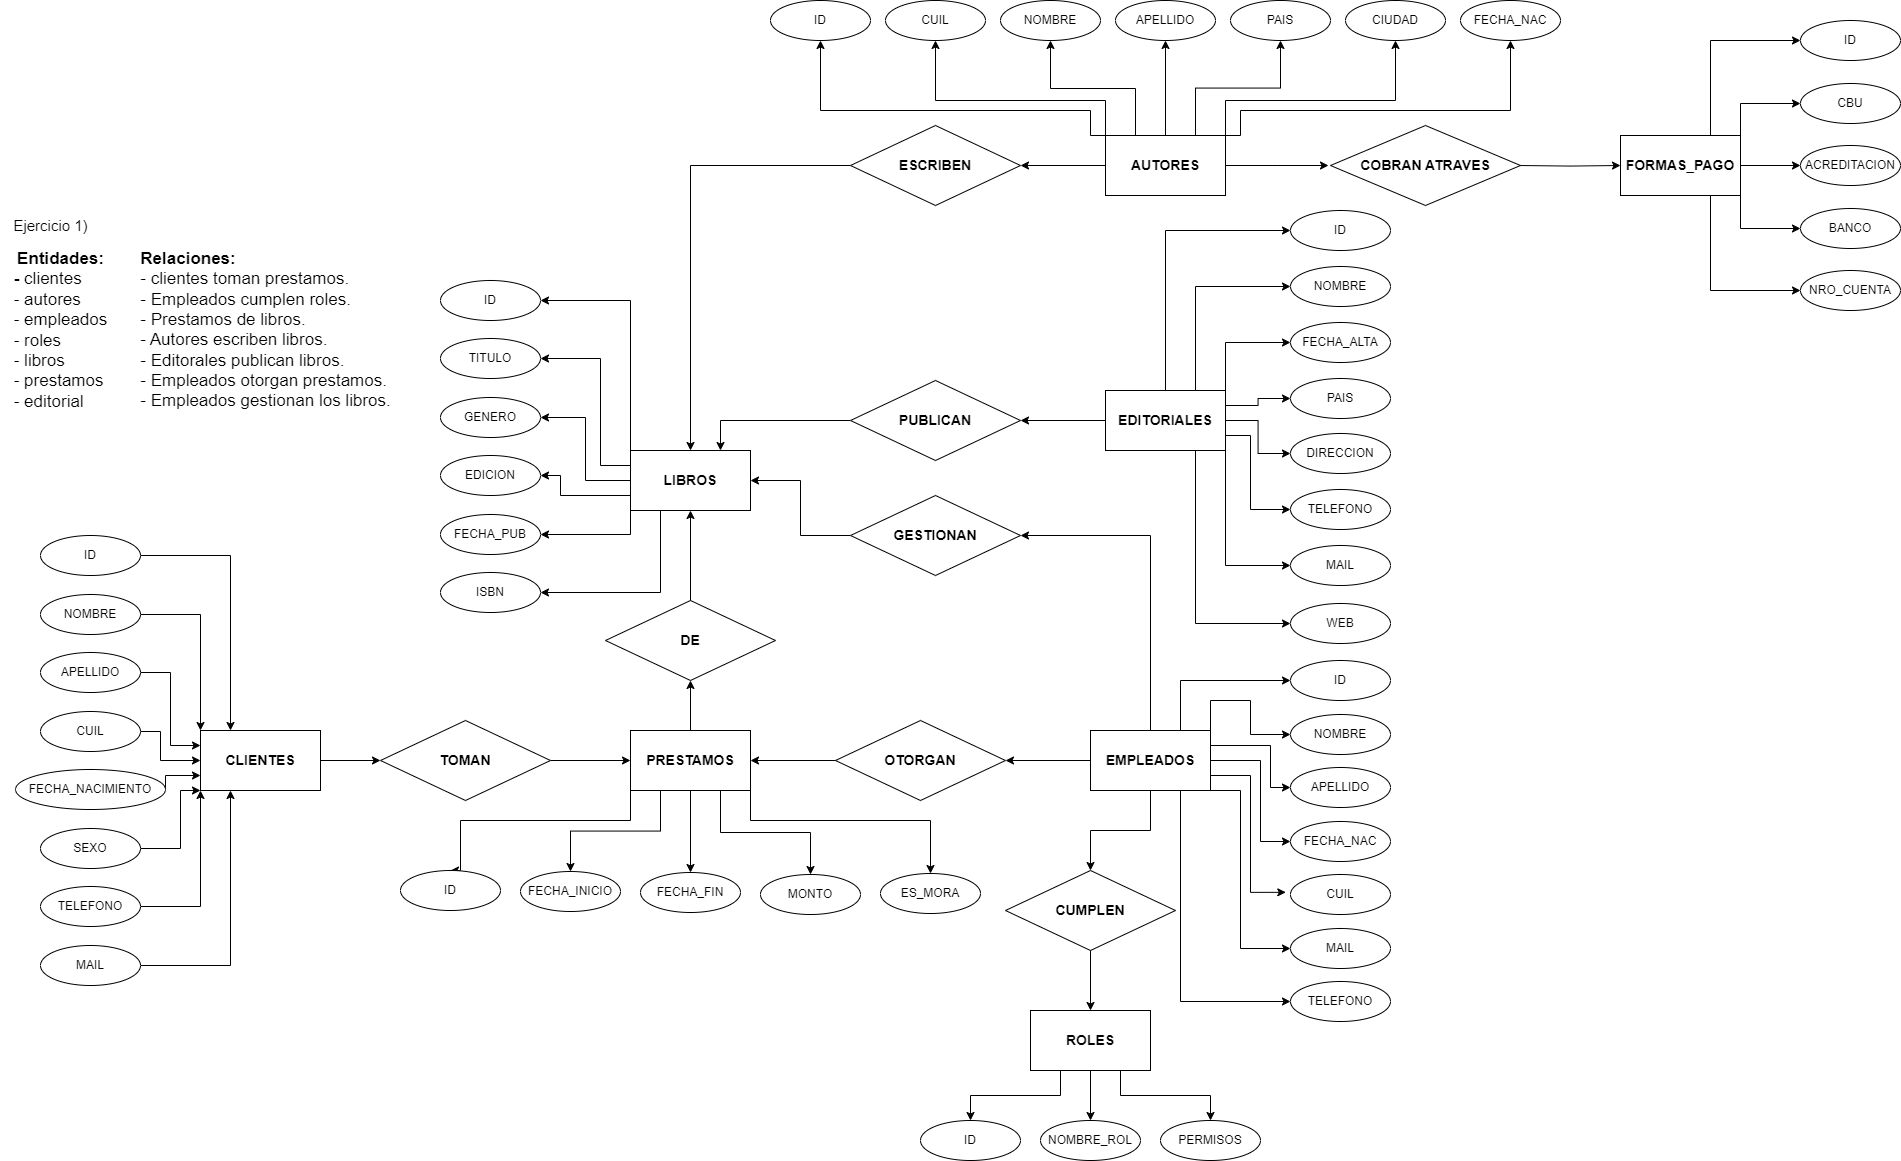 ID
CUIL
NOMBRE
APELLIDO
PAIS
CIUDAD
FECHA_NAC
ID
CBU
ACREDITACION
BANCO
NRO_CUENTA
ESCRIBEN
AUTORES
COBRAN ATRAVES
FORMAS_PAGO
Ejercicio 1)
Entidades:
- clientes
- autores
- empleados
- roles
- libros
- prestamos
- editorial
Relaciones:
- clientes toman prestamos.
- Empleados cumplen roles.
- Prestamos de libros.
- Autores escriben libros.
- Editorales publican libros.
- Empleados otorgan prestamos.
- Empleados gestionan los libros.
ID
TITULO
GENERO
EDICION
FECHA_PUB
ISBN
LIBROS
PUBLICAN
EDITORIALES
GESTIONAN
ID
NOMBRE
FECHA_ALTA
PAIS
DIRECCION
TELEFONO
MAIL
WEB
DE
ID
NOMBRE
APELLIDO
CUIL
FECHA_NACIMIENTO
SEXO
TELEFONO
MAIL
CLIENTES
TOMAN
PRESTAMOS
OTORGAN
EMPLEADOS
ID
NOMBRE
APELLIDO
FECHA_NAC
CUIL
MAIL
TELEFONO
ID
FECHA_INICIO
FECHA_FIN
MONTO
ES_MORA
CUMPLEN
ROLES
ID
NOMBRE_ROL
PERMISOS